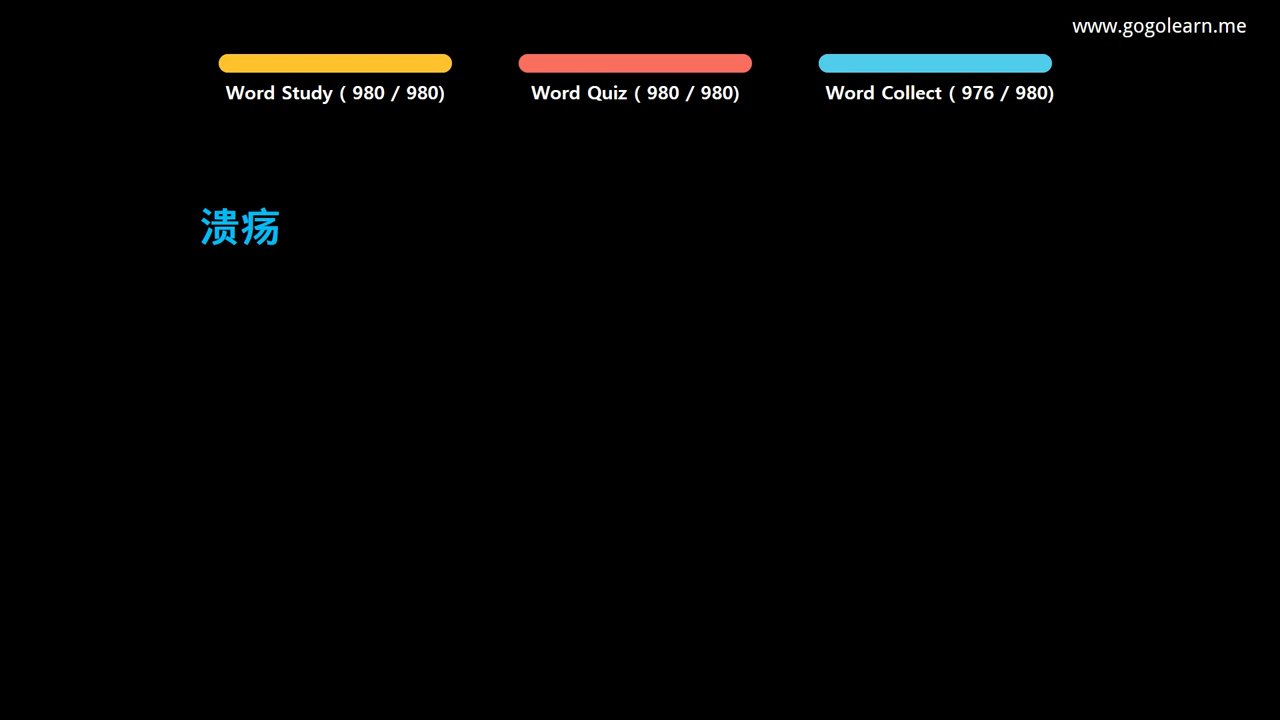 www.gogolearn.me
Word Study ( 980 / 980)
Word Quiz ( 980 / 980)
Word Collect ( 976 / 980)
溃疡